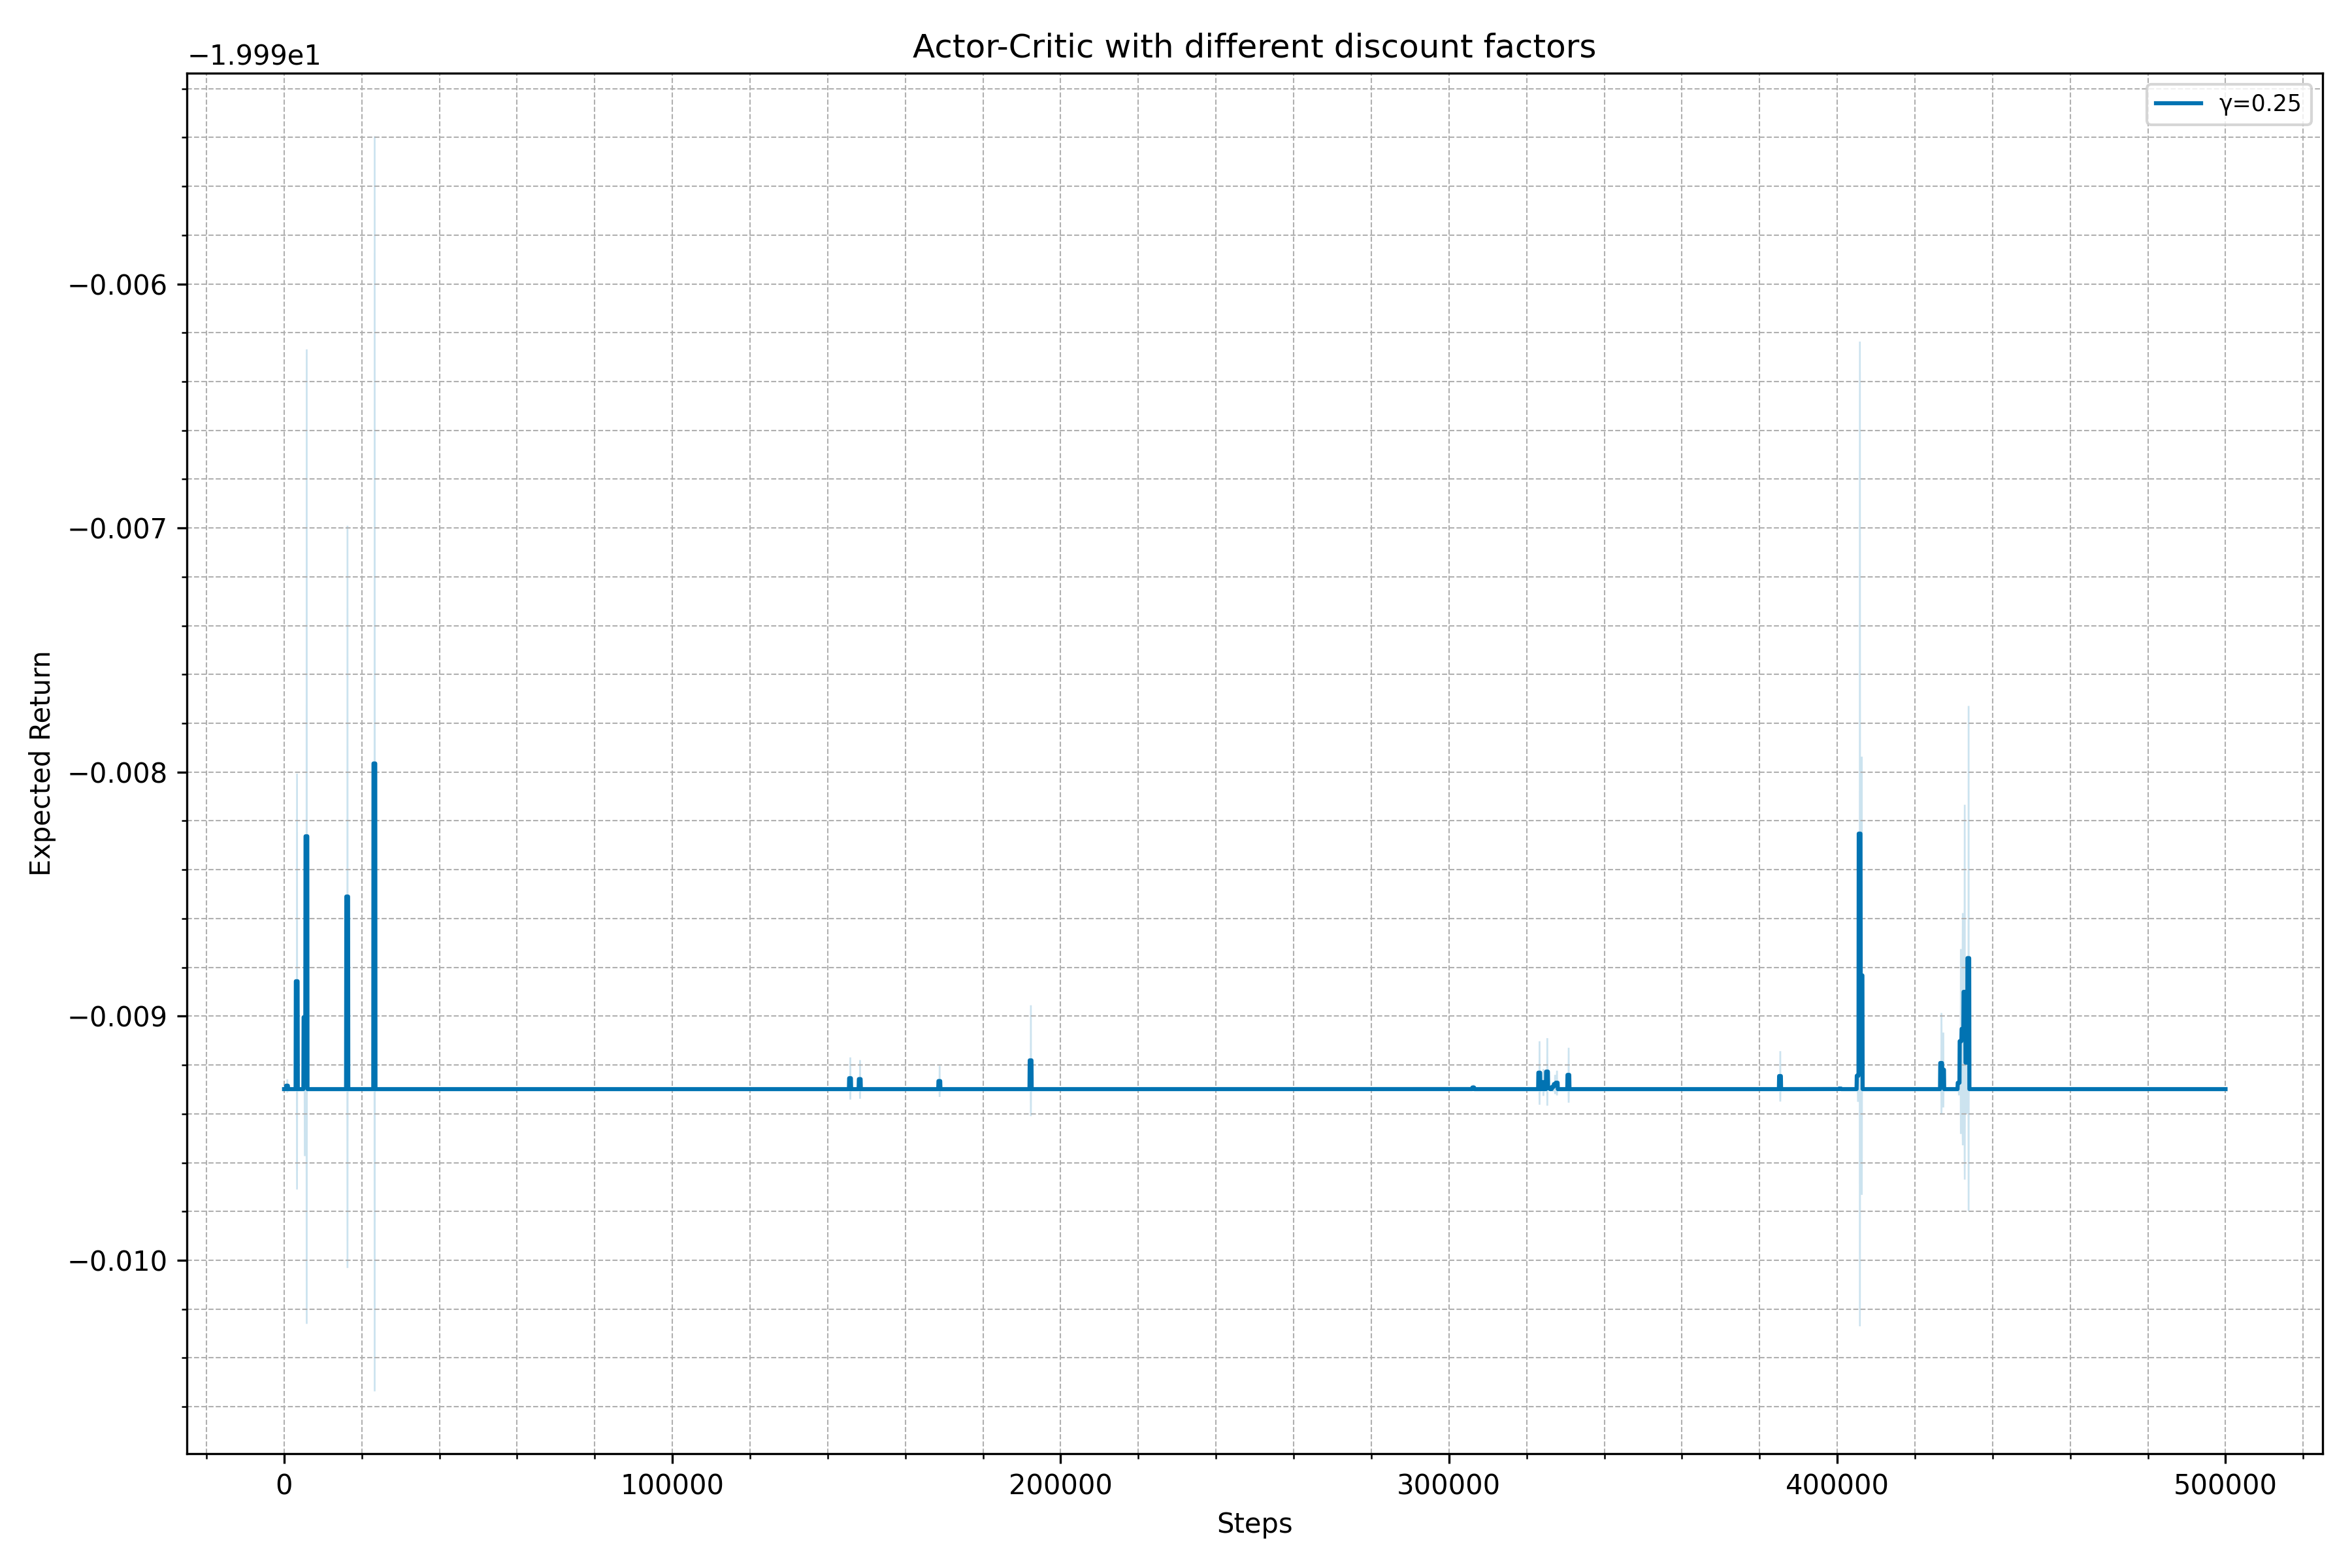 Actor-Critic with different discount factors
−1.999e1
γ=0.25
Expected Return
−0.006
−0.007
−0.008
−0.009
−0.010
0
100000
200000
300000
400000
500000
Steps